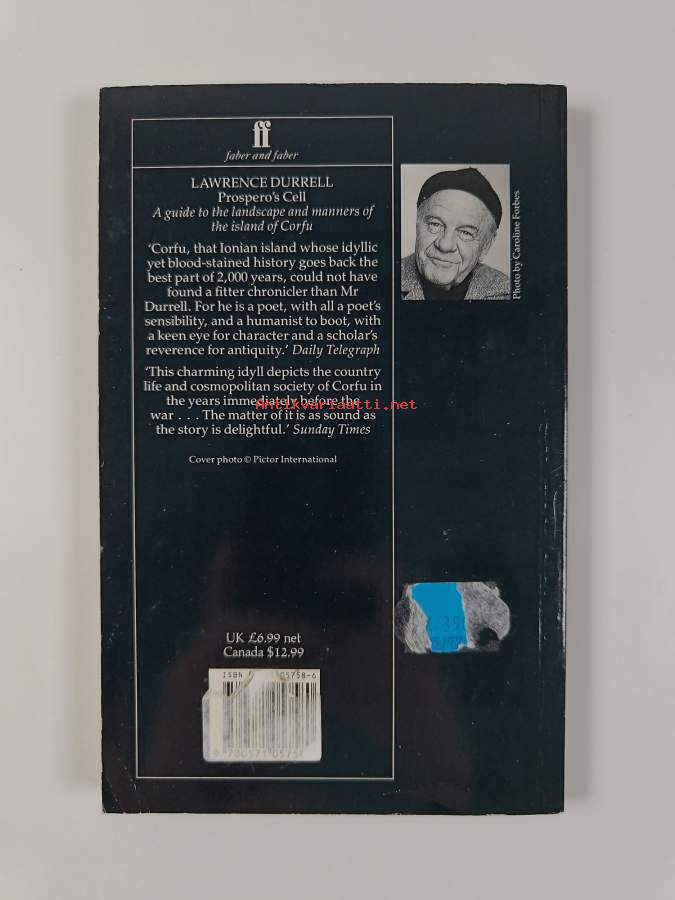 ff
faber and faber
LAWRENCE DURRELL
Prospero's Cell
A guide to the landscape and manners of
the island of Corfu
'Corfu, that Ionian island whose idyllic
yet blood-stained history goes back the
best part of 2,000 years, could not have
found a fitter chronicler than Mr
Durrell. For he is a poet, with all a poet's
sensibility, and a humanist to boot, with
a keen eye for character and a scholar's
reverence for antiquity.' Daily Telegraph
'This charming idyll depicts the country
life and cosmopolitan society of Corfu in
the years immediately before the
war . . . The matter of it is as sound as
the story is delightful.' Sunday Times
Cover photo © Pictor International
Photo by Caroline Forbes
Antikvariaatti.net
UK £6.99 net
Canada $12.99
ISBN 05758-6
9 780571 0575